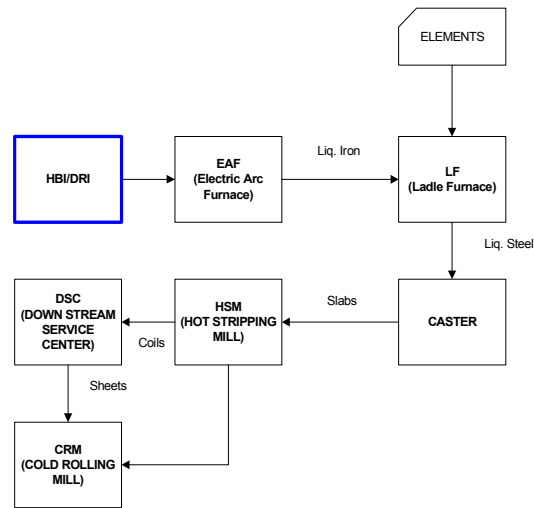 ELEMENTS
HBI/DRI
EAF
(Electric Arc
Furnace)
Liq. Iron
LF
(Ladle Furnace)
Liq. Steel
DSC
(DOWN STREAM
SERVICE
CENTER)
Coils
HSM
(HOT STRIPPING
MILL)
Slabs
CASTER
Sheets
CRM
(COLD ROLLING
MILL)